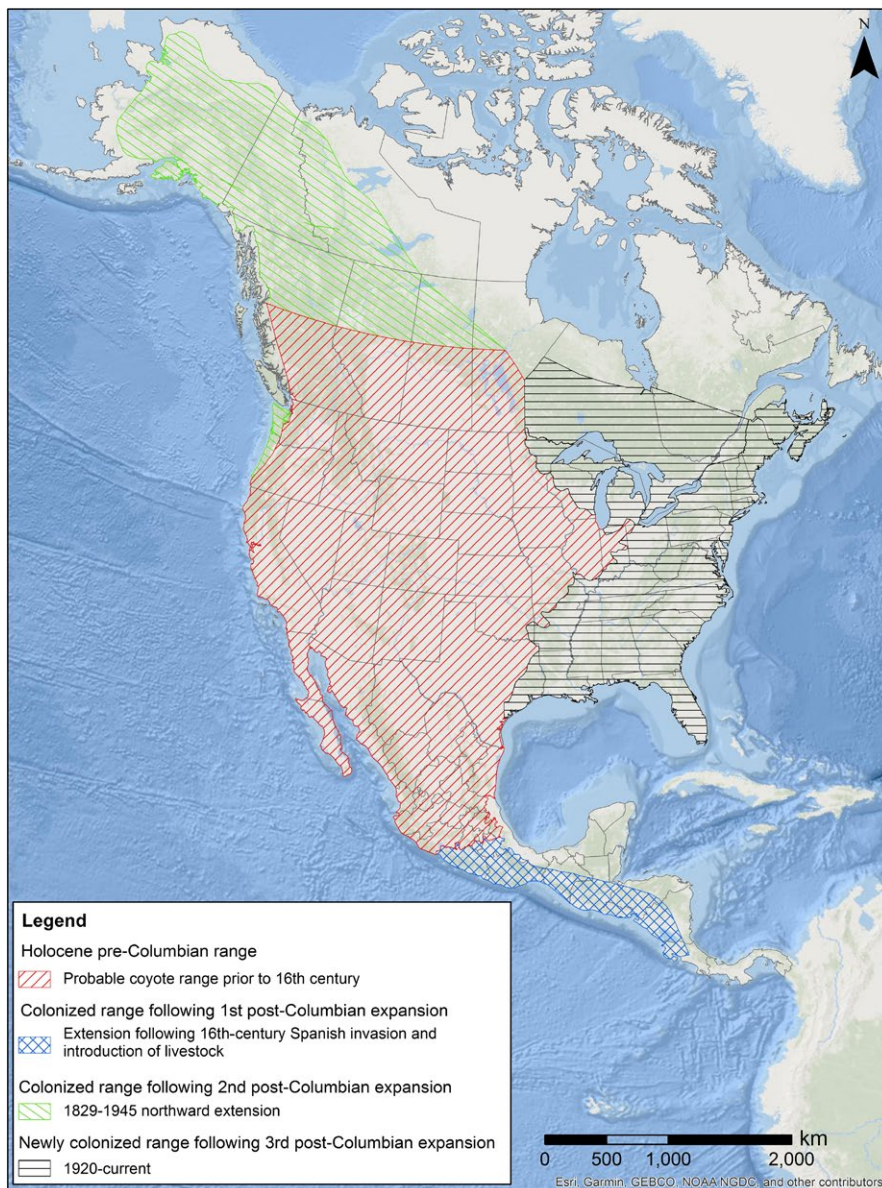 N
Legend
Holocene pre-Columbian range
Probable coyote range prior to 16th century
Colonized range following 1st post-Columbian expansion
Extension following 16th-century Spanish invasion and
introduction of livestock
Colonized range following 2nd post-Columbian expansion
1829-1945 northward extension
Newly colonized range following 3rd post-Columbian expansion
1920-current
km
0 500 1,000 2,000
Esri, Garmin, GEBCO, NOAA NGDC, and other contributors